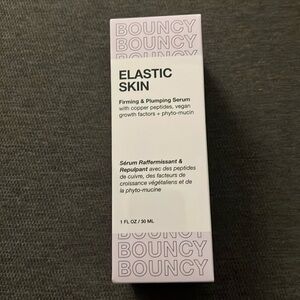 BOUNCY
BOUNCY
BOUNCY
ELASTIC
SKIN
Firming & Plumping Serum
with copper peptides, vegan
growth factors + phyto-mucin
Sérum Raffermissant &
Repulpant avec des peptides
de cuivre, des facteurs de
croissance végétaliens et de
la phyto-mucine
1 FL OZ / 30 ML
BOUNCY
BOUNCY
BOUNCY